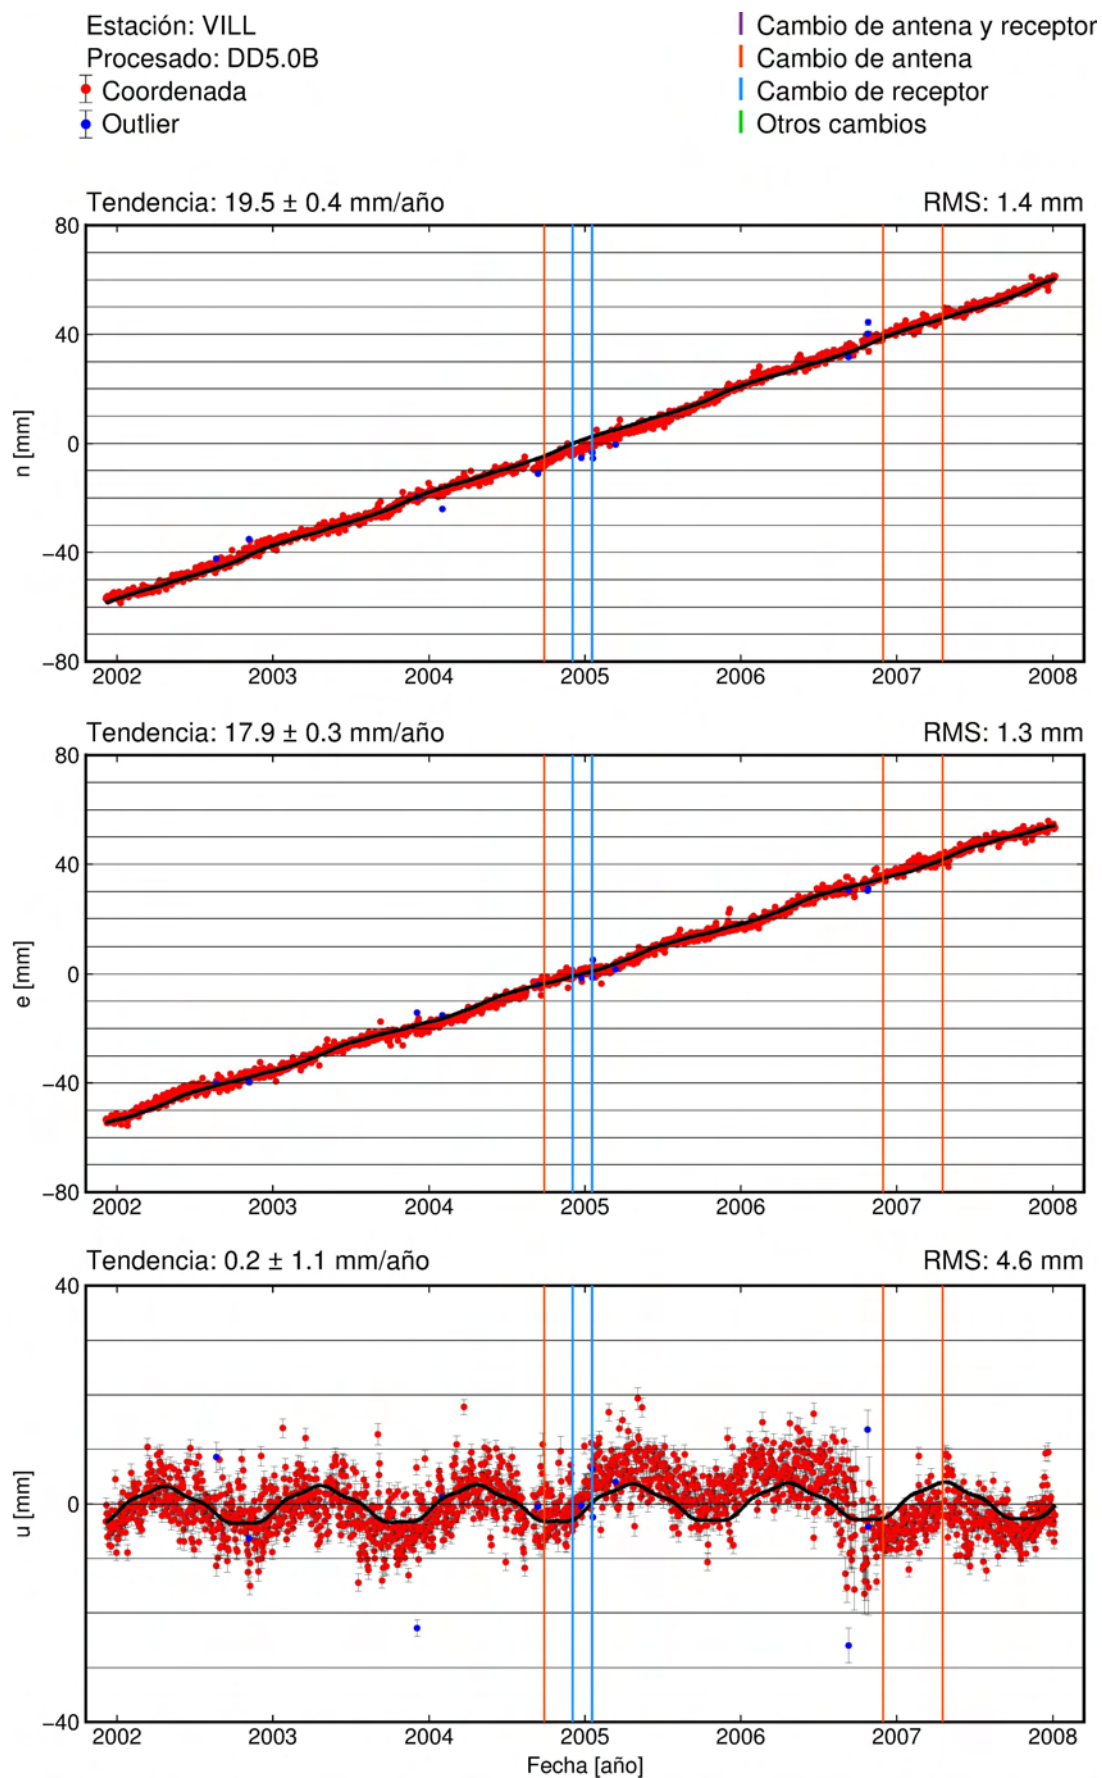 Estación: VILL
Procesado: DD5.0B
Coordenada
Outlier
Cambio de antena y receptor
Cambio de antena
Cambio de receptor
Otros cambios
Tendencia: 19.5 ± 0.4 mm/año RMS: 1.4 mm
80
40
0
−40
−80
n [mm]
2002 2003 2004 2005 2006 2007 2008
Tendencia: 17.9 ± 0.3 mm/año RMS: 1.3 mm
80
40
0
−40
−80
e [mm]
2002 2003 2004 2005 2006 2007 2008
Tendencia: 0.2 ± 1.1 mm/año RMS: 4.6 mm
40
20
0
−20
−40
u [mm]
2002 2003 2004 2005 2006 2007 2008
Fecha [año]